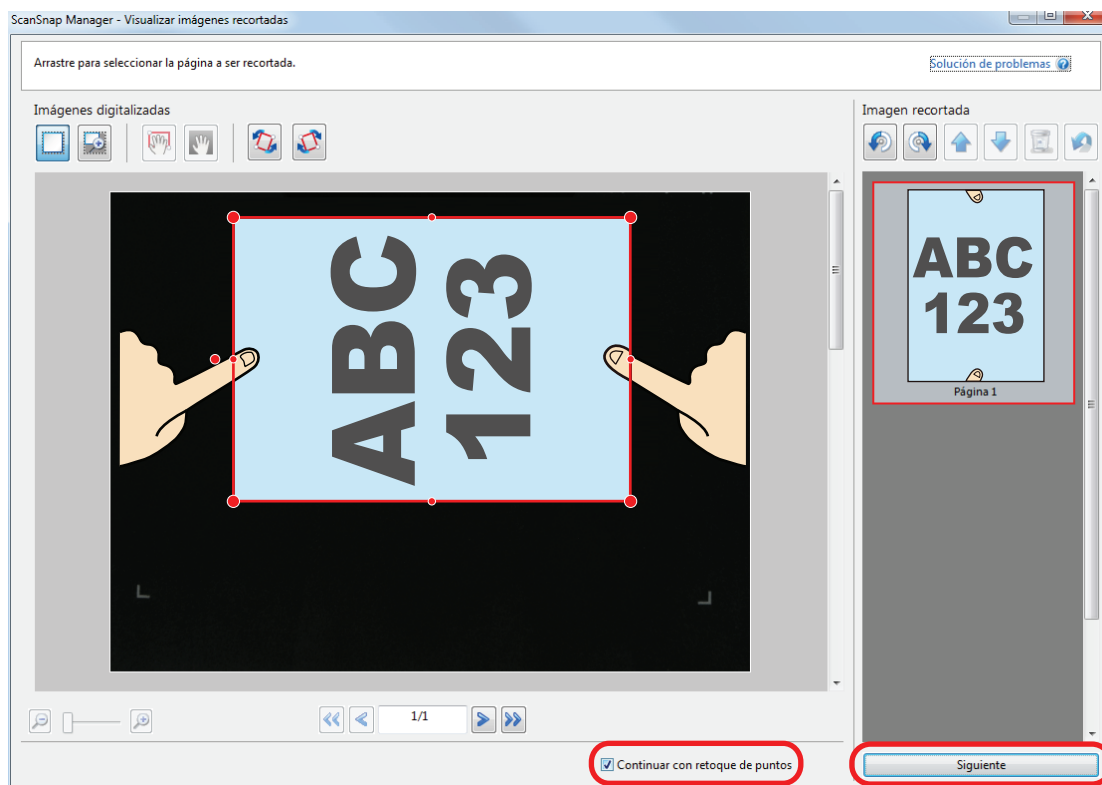 ScanSnap Manager - Visualizar imágenes recortadas
Arrastre para seleccionar la página a ser recortada.
Solución de problemas ?
Imágenes digitalizadas
Imagen recortada
ABC
123
ABC
123
Página 1
1/1
Continuar con retoque de puntos
Siguiente